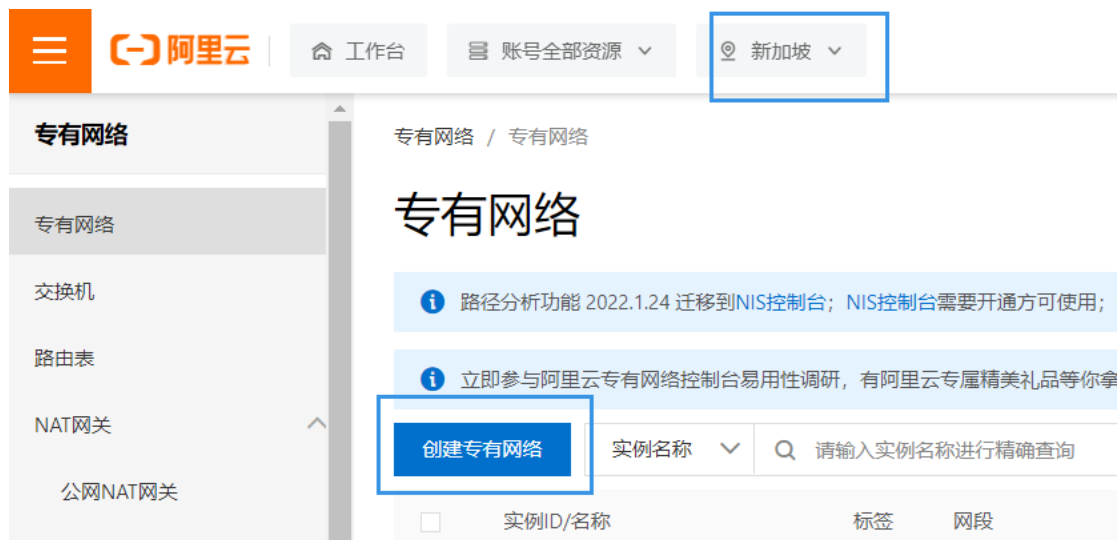 阿里云 工作台 账号全部资源 新加坡
专有网络
专有网络
交换机
路由表
NAT网关
公网NAT网关
专有网络 / 专有网络
专有网络
路径分析功能 2022.1.24 迁移到NIS控制台；NIS控制台需要开通方可使用；
立即参与阿里云专有网络控制台易用性调研，有阿里云专属精美礼品等你拿
创建专有网络 实例名称 请输入实例名称进行精确查询
实例ID/名称 标签 网段